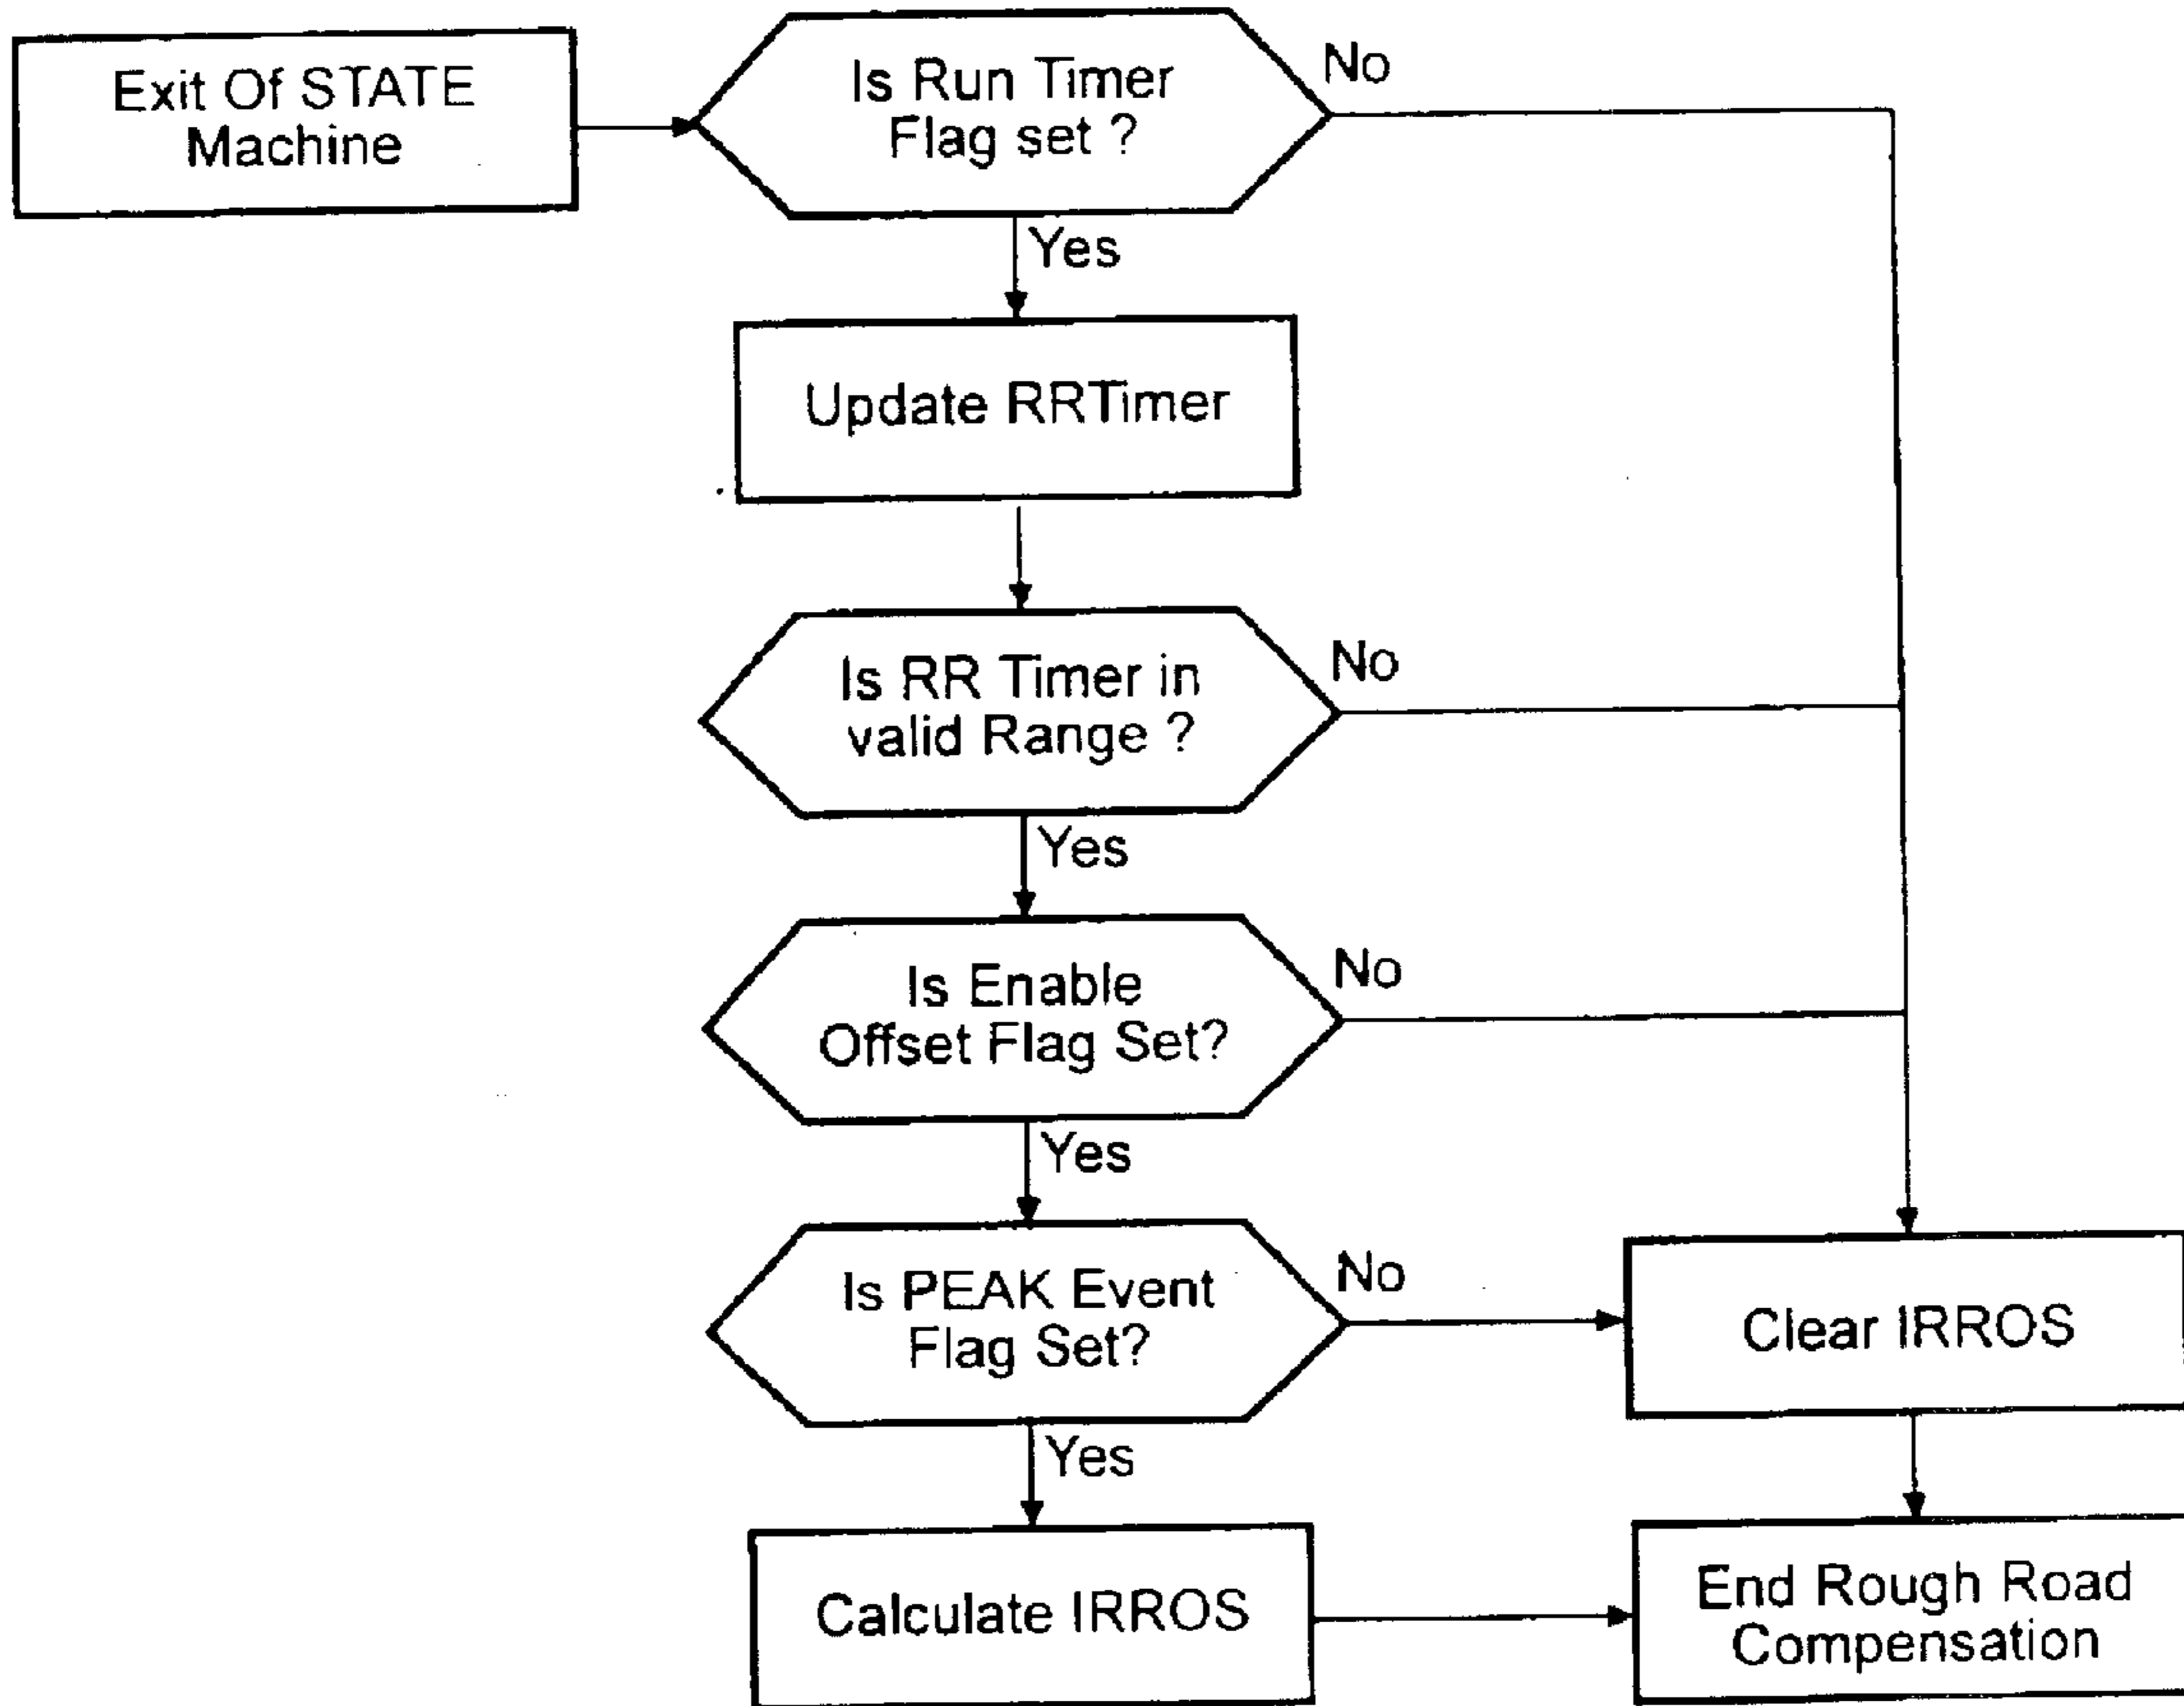 Exit Of STATE
Machine
Is Run Timer
Flag set ?
No
Yes
Update RRTimer
Is RR Timer in
valid Range ?
No
Yes
Is Enable
Offset Flag Set?
No
Yes
Is PEAK Event
Flag Set?
No
Clear IRROS
Yes
Calculate IRROS
End Rough Road
Compensation